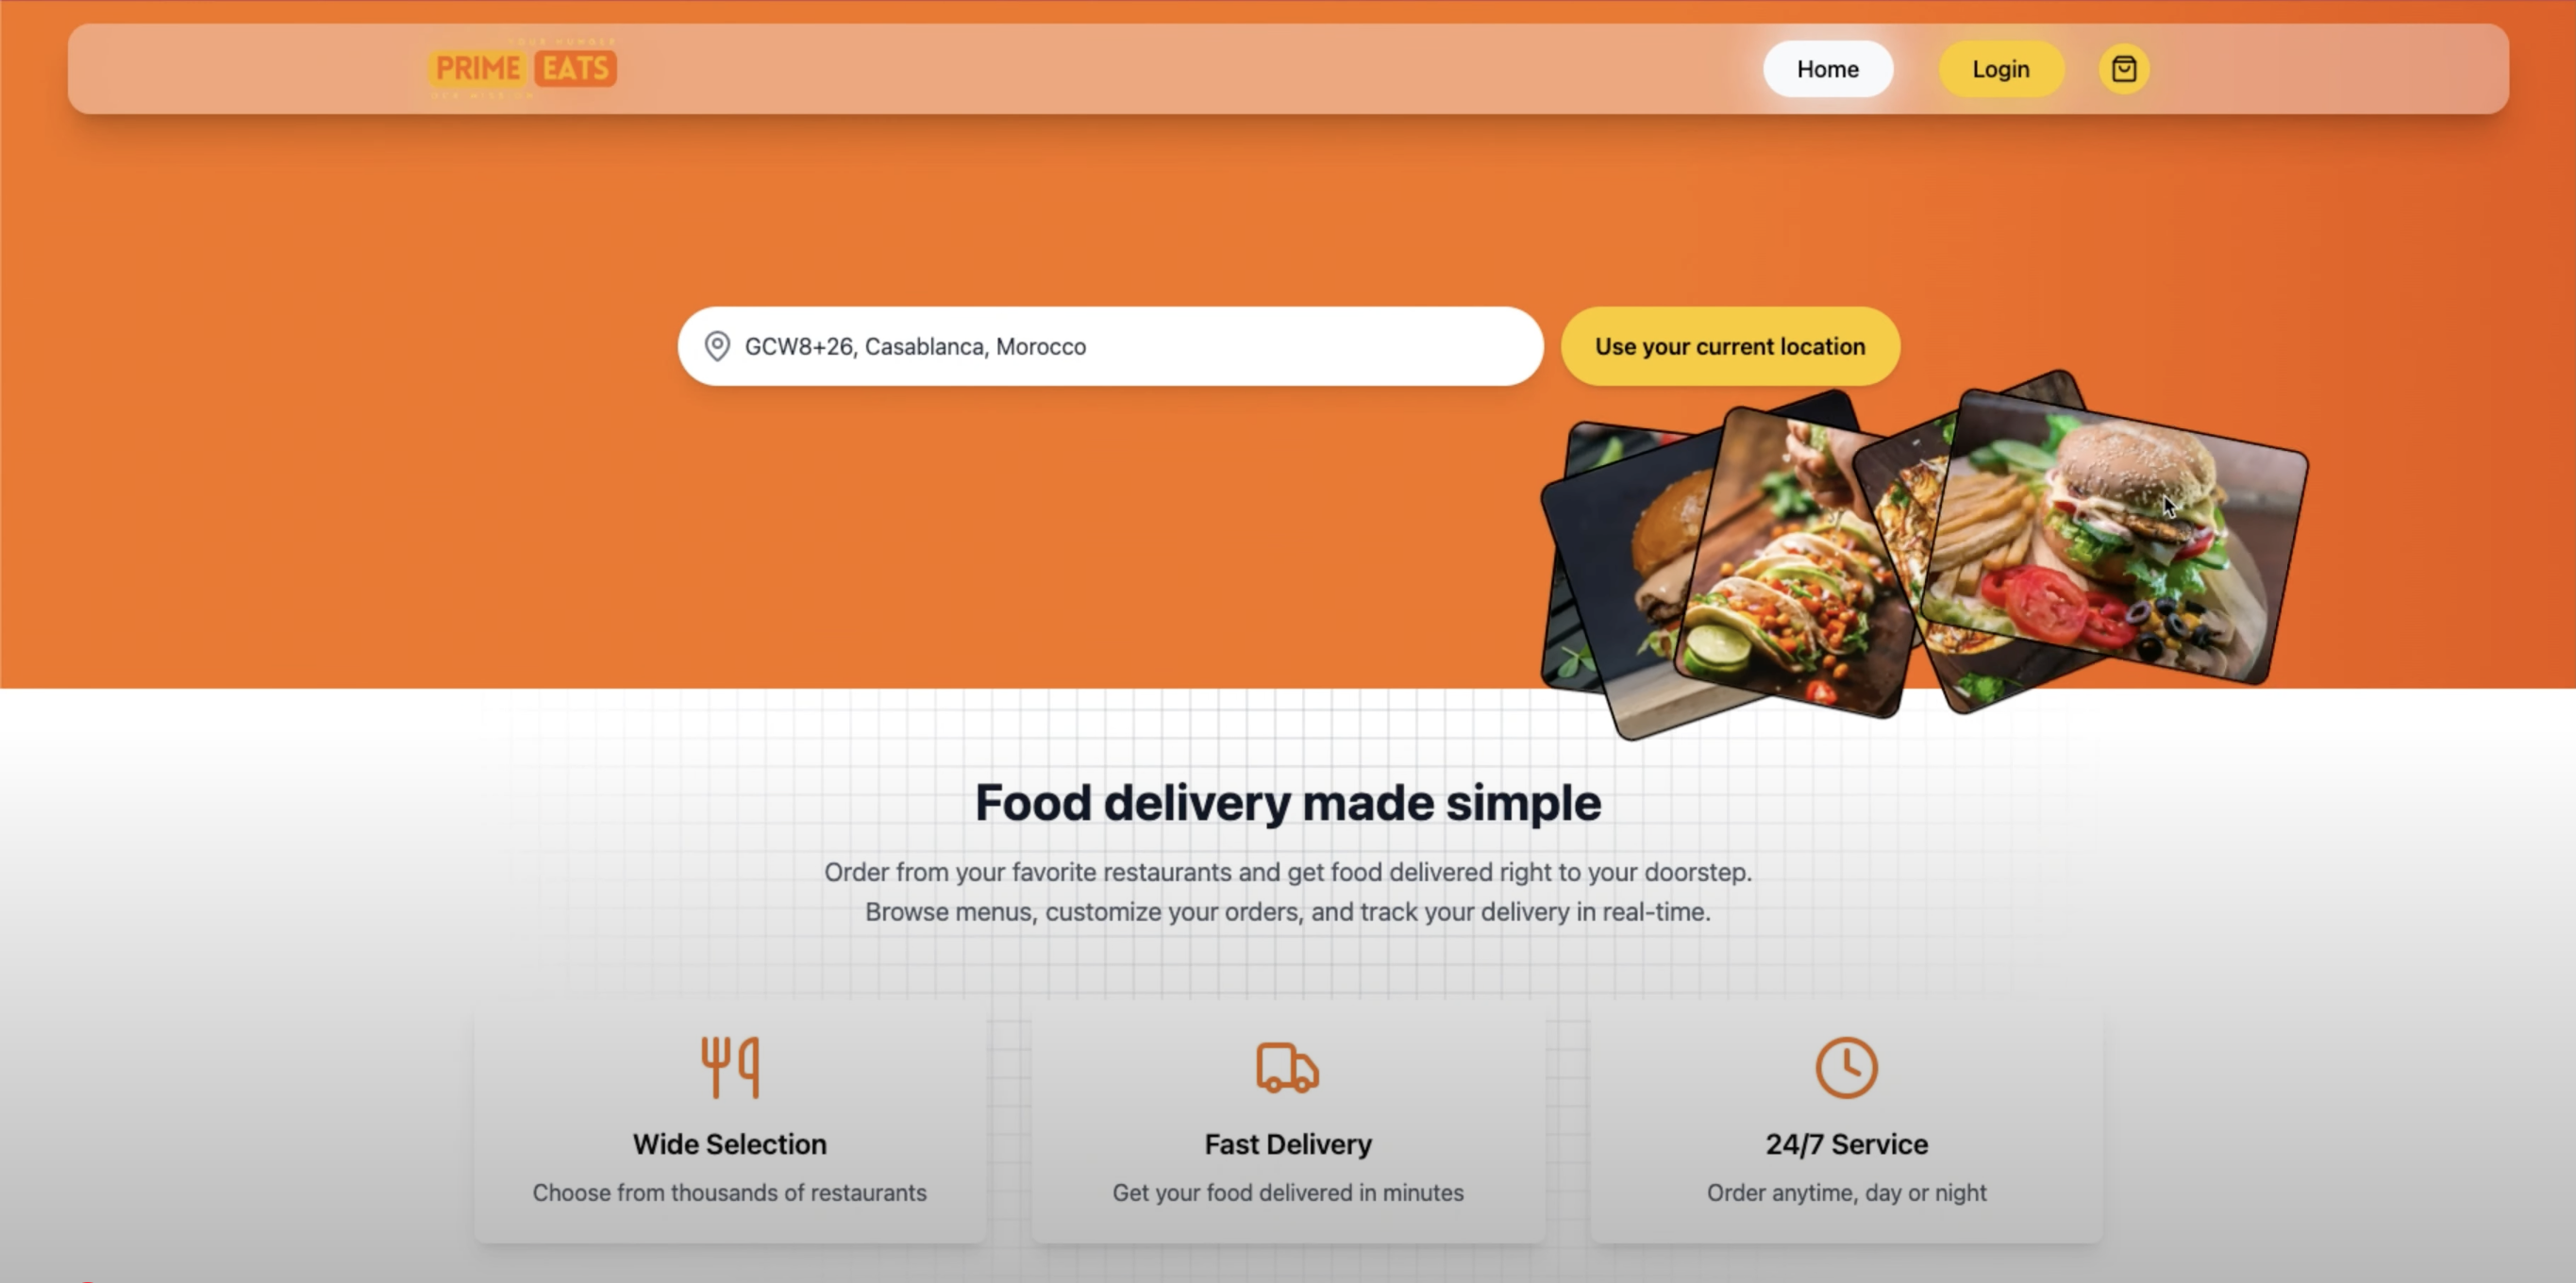 YOUR HUNGER
PRIME EATS
Home
Login
GCW8+26, Casablanca, Morocco
Use your current location
Food delivery made simple
Order from your favorite restaurants and get food delivered right to your doorstep.
Browse menus, customize your orders, and track your delivery in real-time.
Wide Selection
Choose from thousands of restaurants
Fast Delivery
Get your food delivered in minutes
24/7 Service
Order anytime, day or night